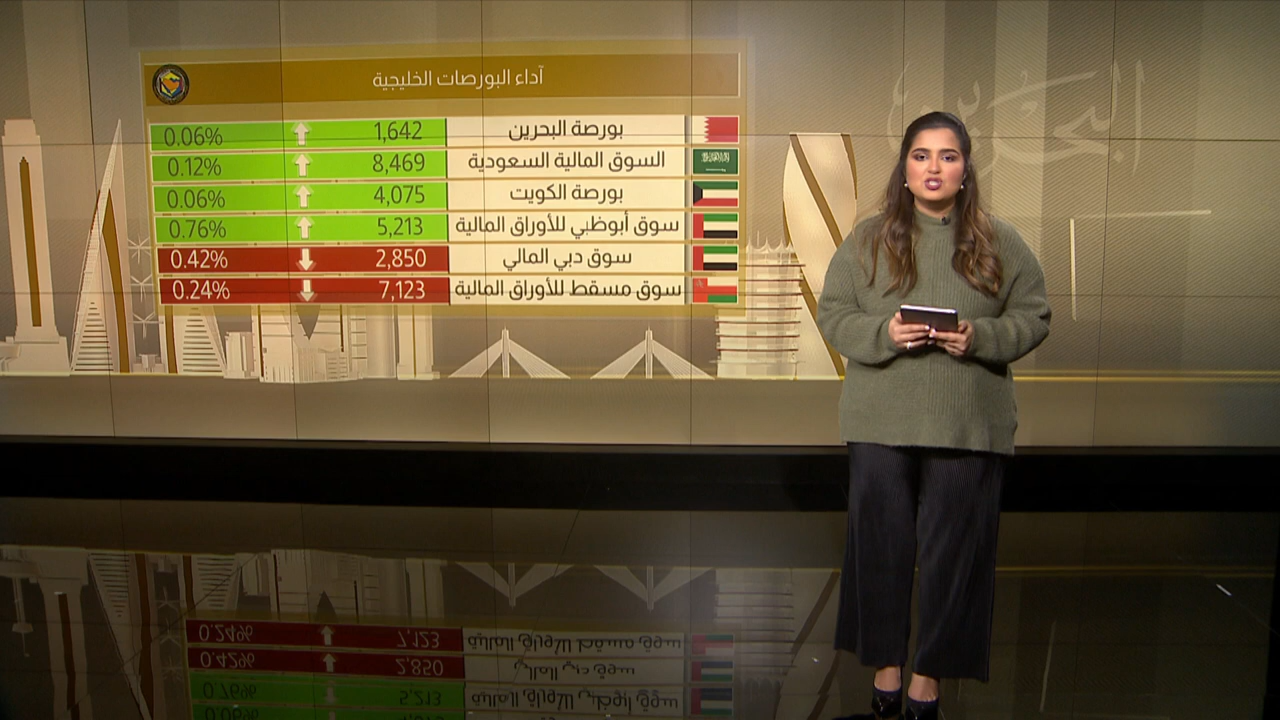 آداء البورصات الخليجية
بورصة البحرين 1,642 0.06%
السوق المالية السعودية 8,469 0.12%
بورصة الكويت 4,075 0.06%
سوق أبوظبي للأوراق المالية 5,213 0.76%
سوق دبي المالي 2,850 0.42%
سوق مسقط للأوراق المالية 7,123 0.24%
البحرين